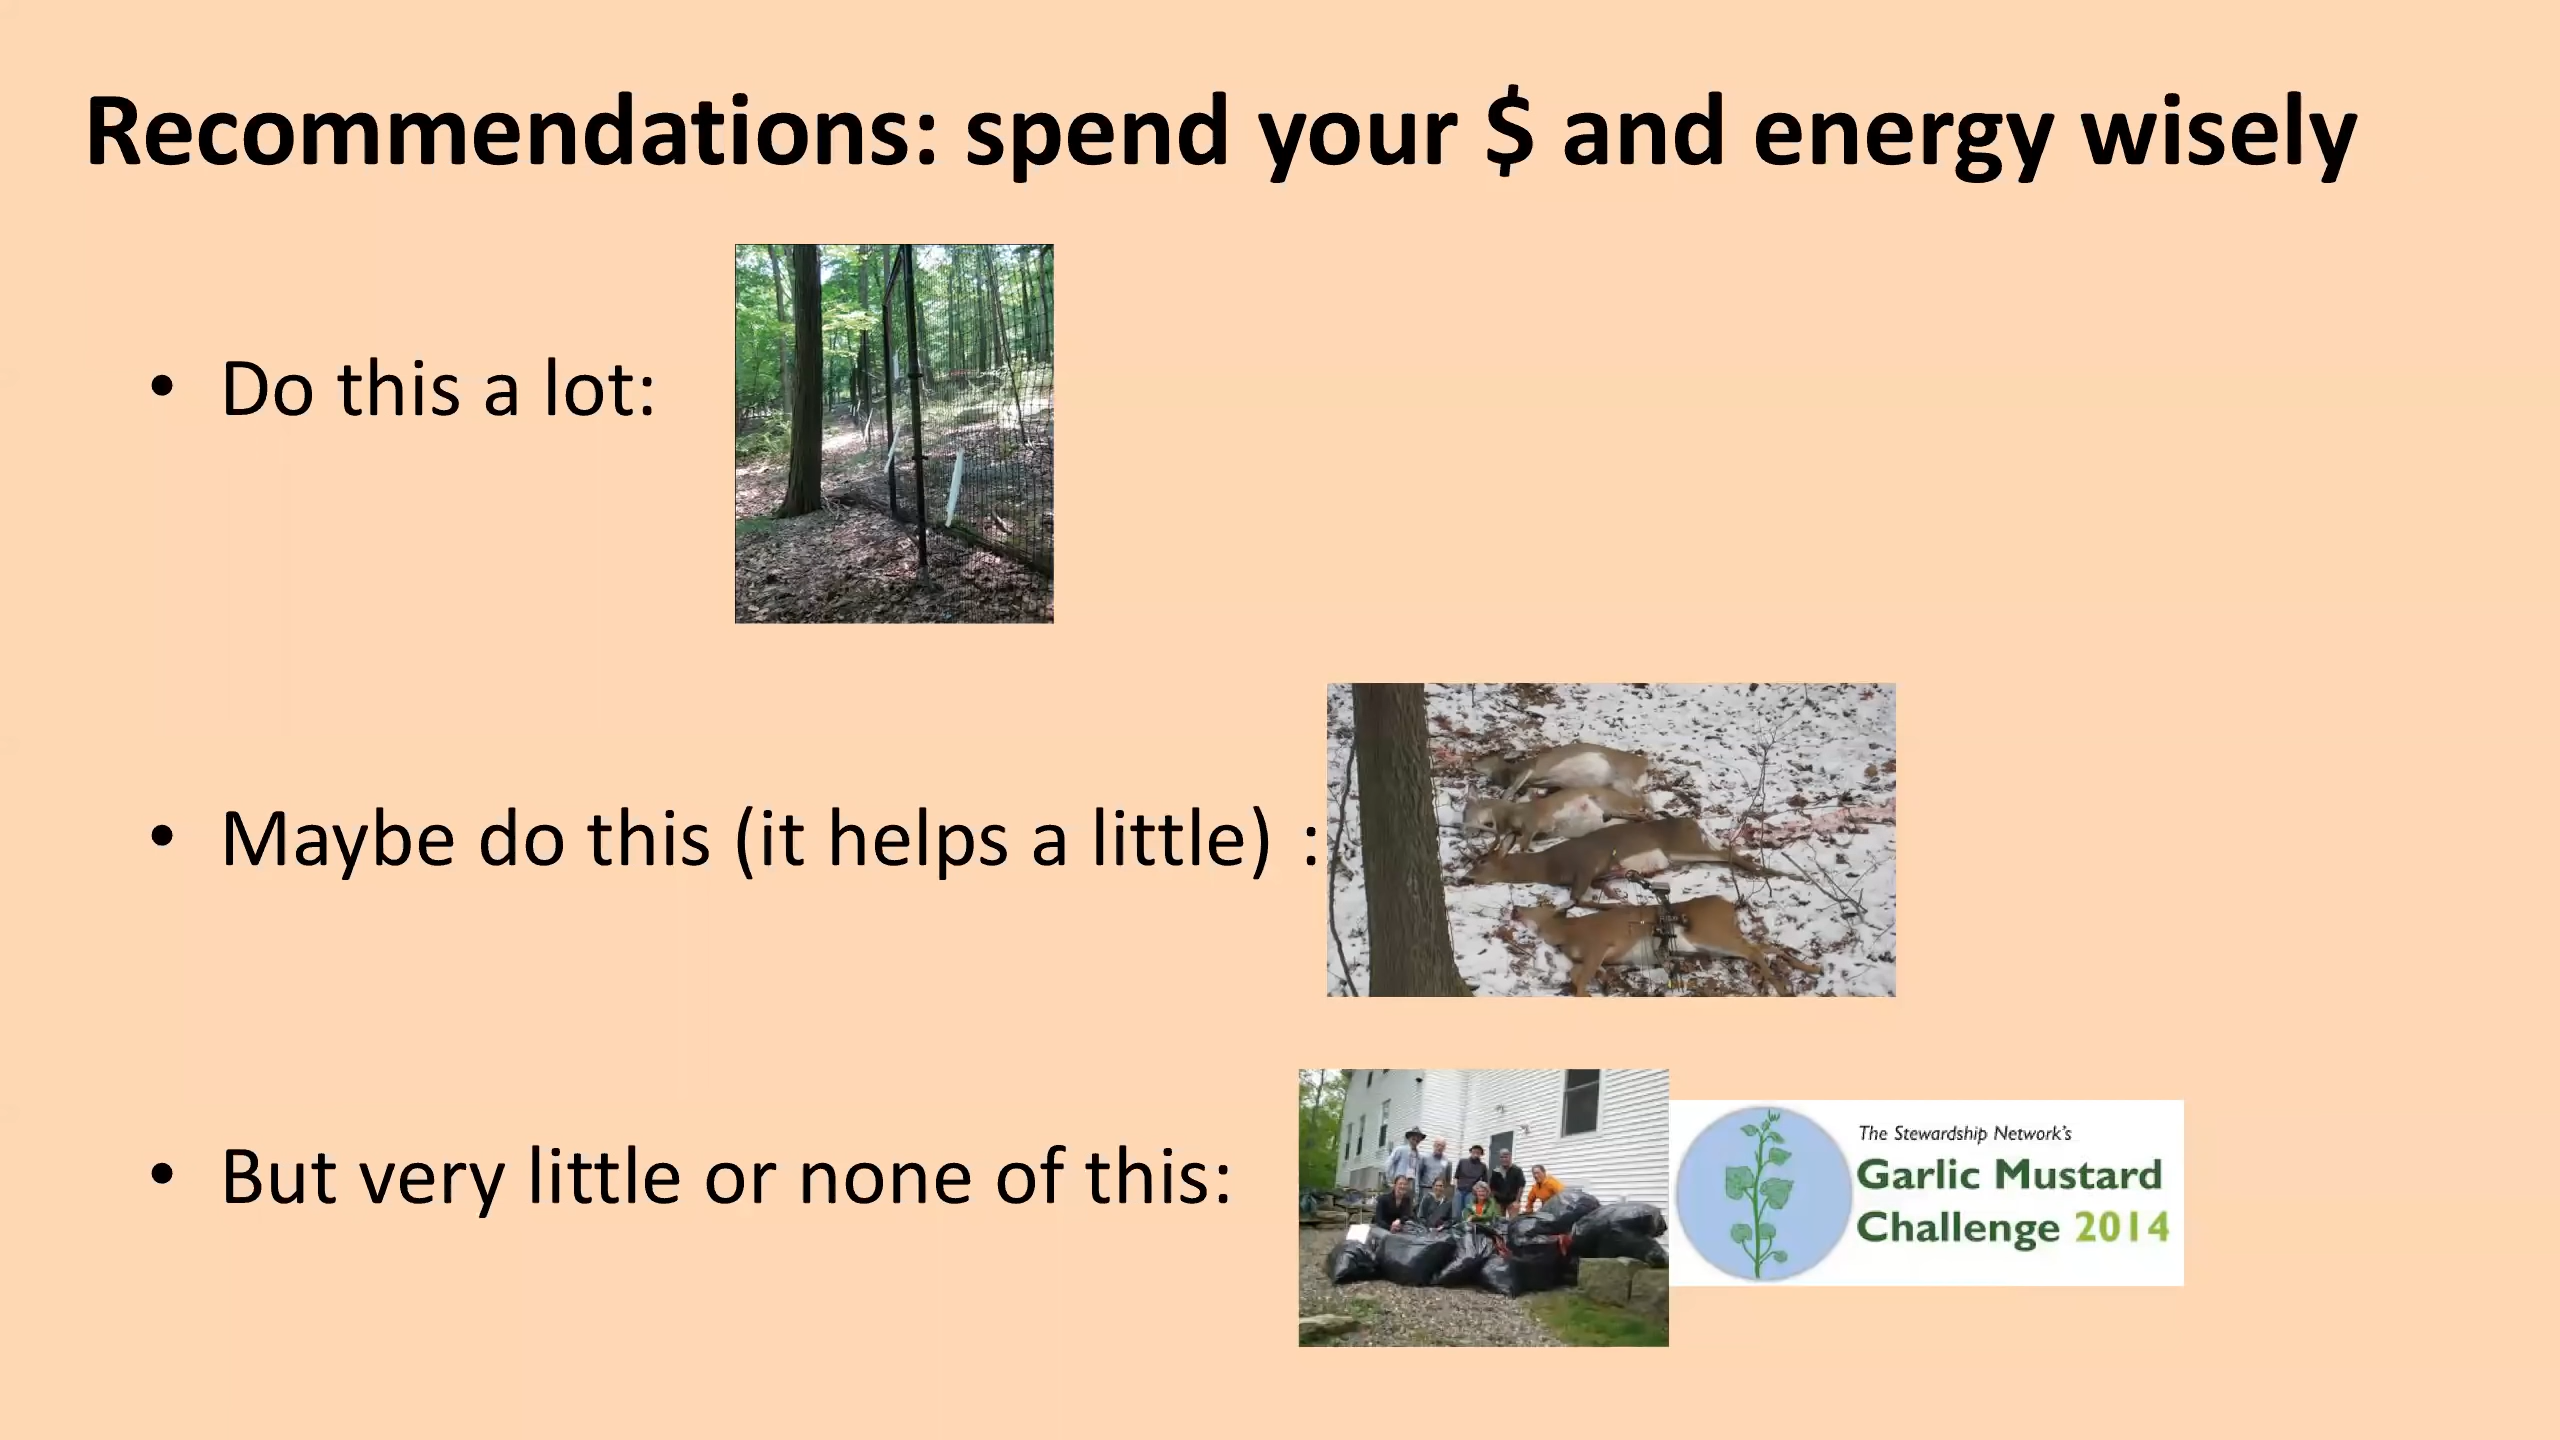 Recommendations: spend your $ and energy wisely
• Do this a lot:
• Maybe do this (it helps a little) :
• But very little or none of this:
The Stewardship Network's
Garlic Mustard
Challenge 2014